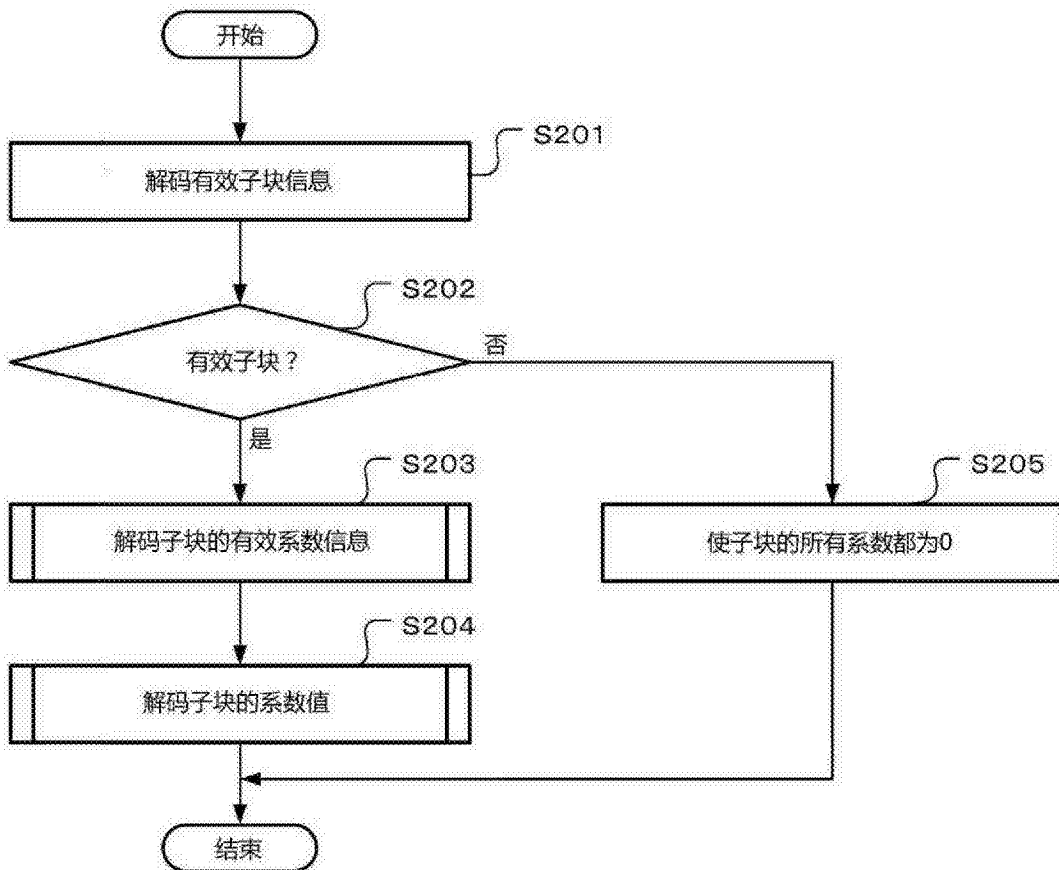 开始
S201
解码有效子块信息
S202
有效子块？
否
是
S203
解码子块的有效系数信息
S205
使子块的所有系数都为0
S204
解码子块的系数值
结束